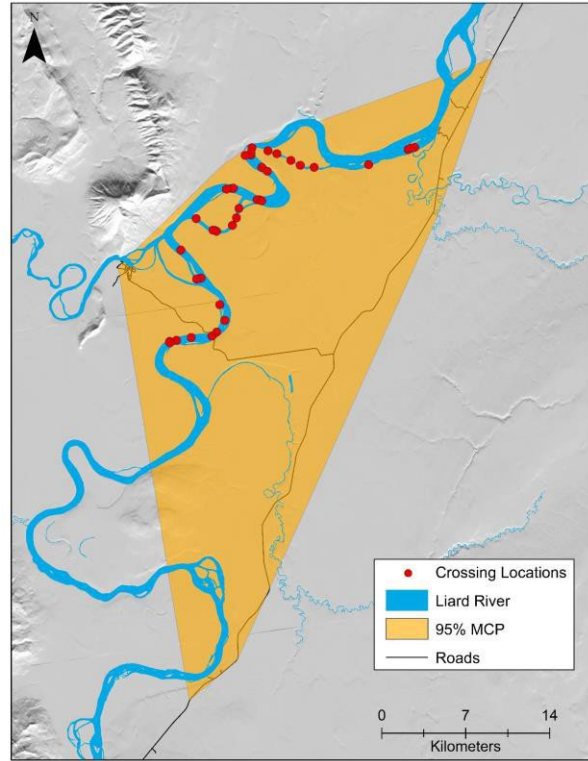 N
Crossing Locations
Liard River
95% MCP
Roads
0 7 14
Kilometers